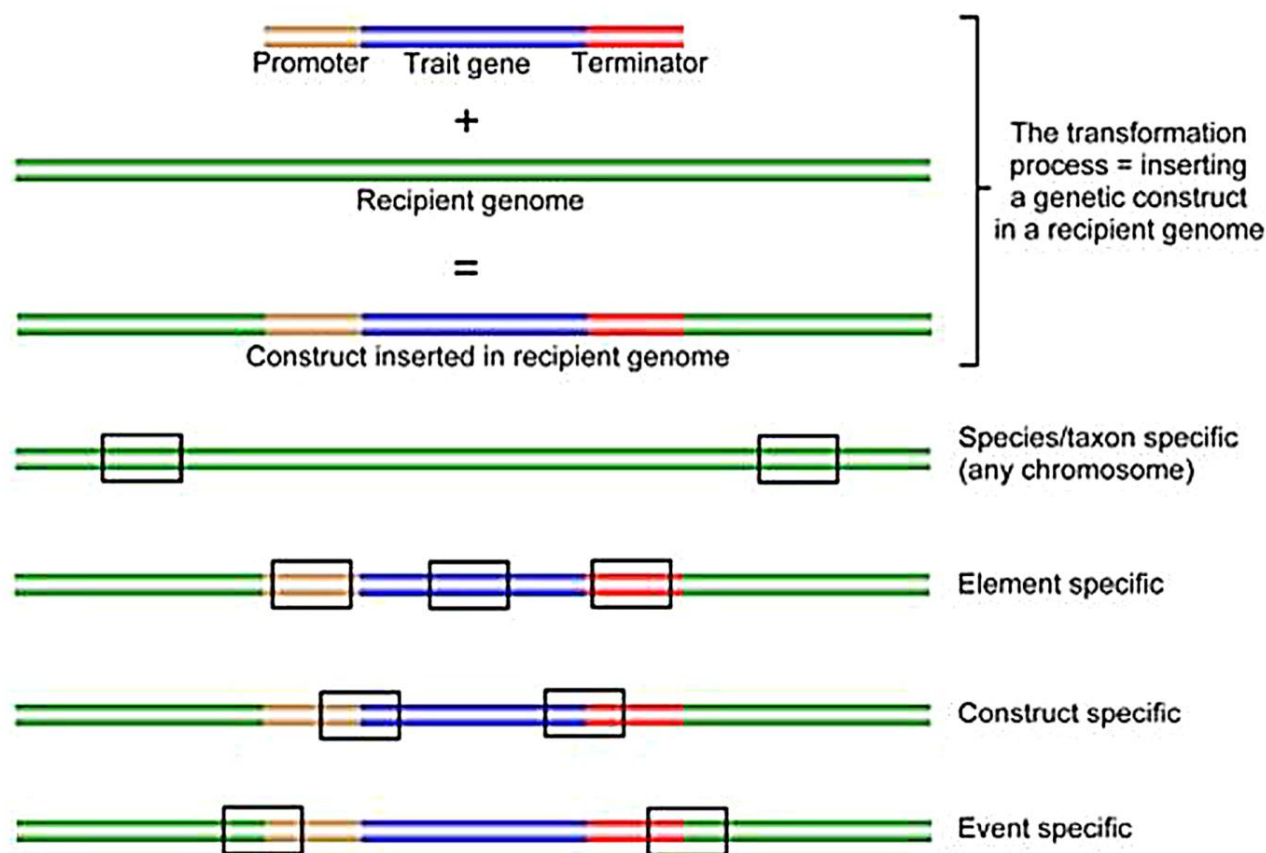 Promoter Trait gene Terminator
+
Recipient genome
=
Construct inserted in recipient genome
The transformation
process = inserting
a genetic construct
in a recipient genome
Species/taxon specific
(any chromosome)
Element specific
Construct specific
Event specific